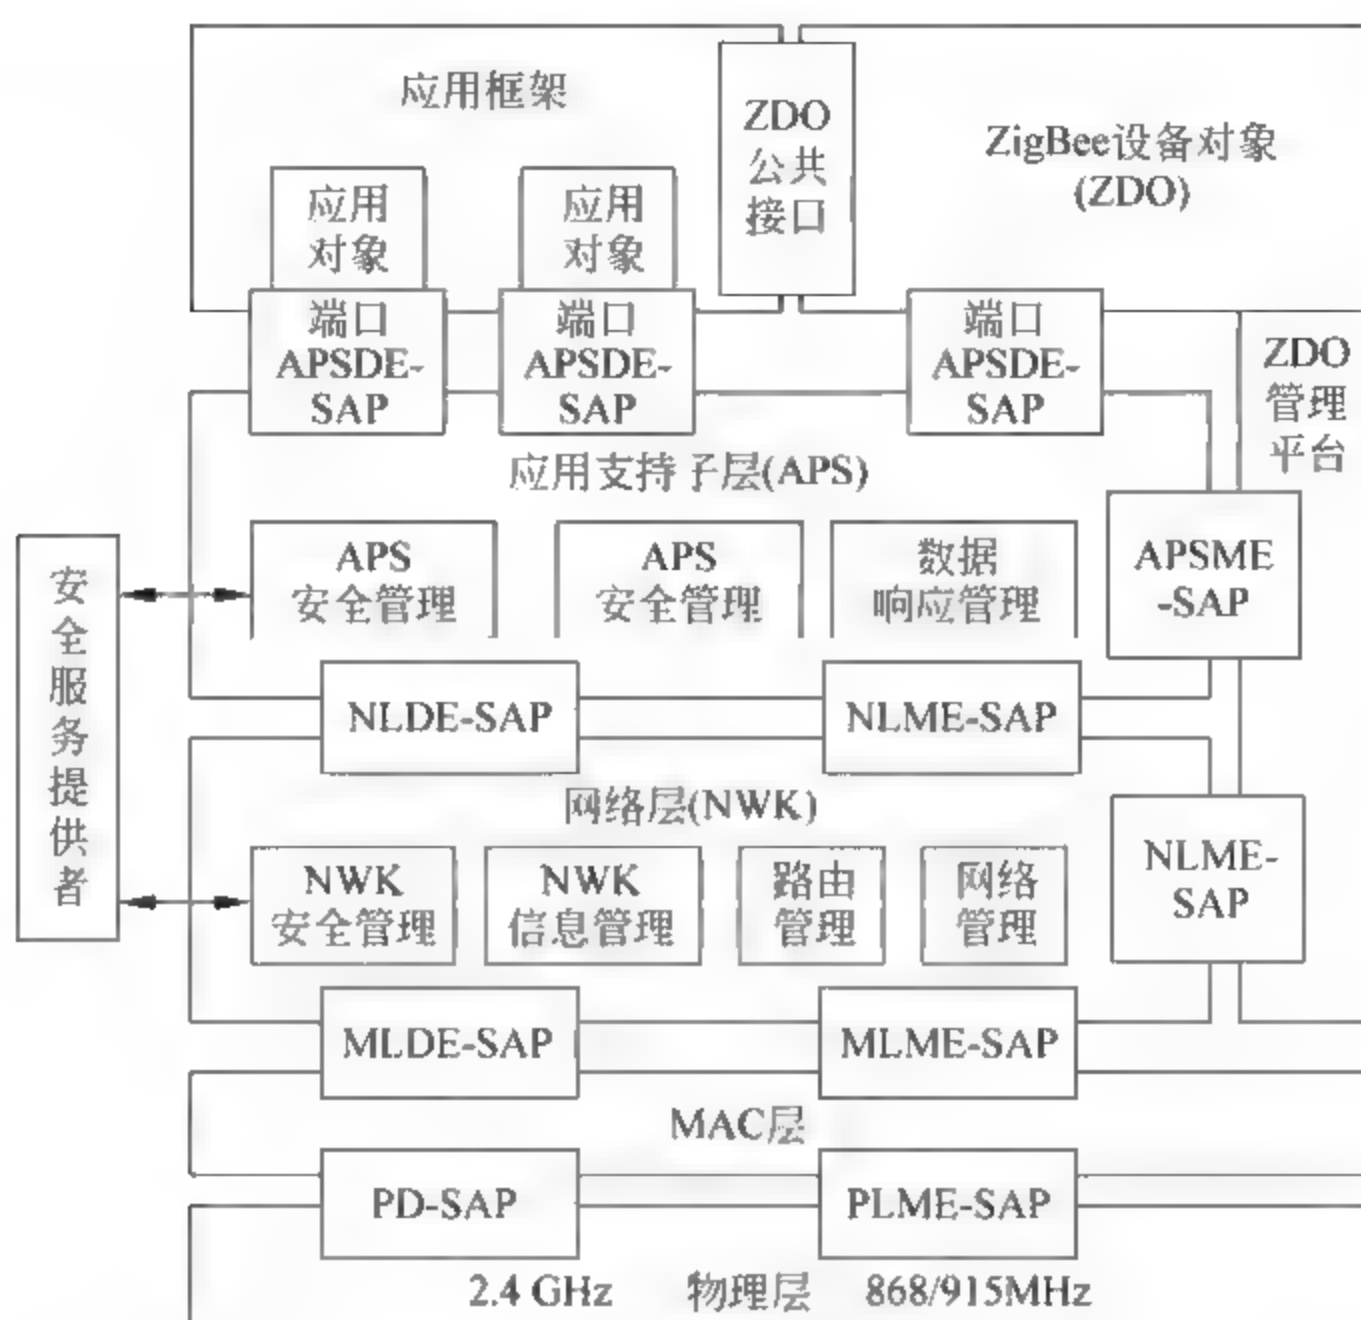 应用框架
ZDO
公共
接口
ZigBee设备对象
(ZDO)
应用
对象
应用
对象
端口
APSDE-
SAP
端口
APSDE-
SAP
端口
APSDE-
SAP
ZDO
管理
平台
应用支持子层(APS)
APS
安全管理
APS
安全管理
数据
响应管理
APSME
-SAP
安
全
服
务
提
供
者
NLDE-SAP
NLME-SAP
网络层(NWK)
NWK
安全管理
NWK
信息管理
路由
管理
网络
管理
NLME-
SAP
MLDE-SAP
MLME-SAP
MAC层
PD-SAP
PLME-SAP
2.4 GHz 物理层 868/915MHz